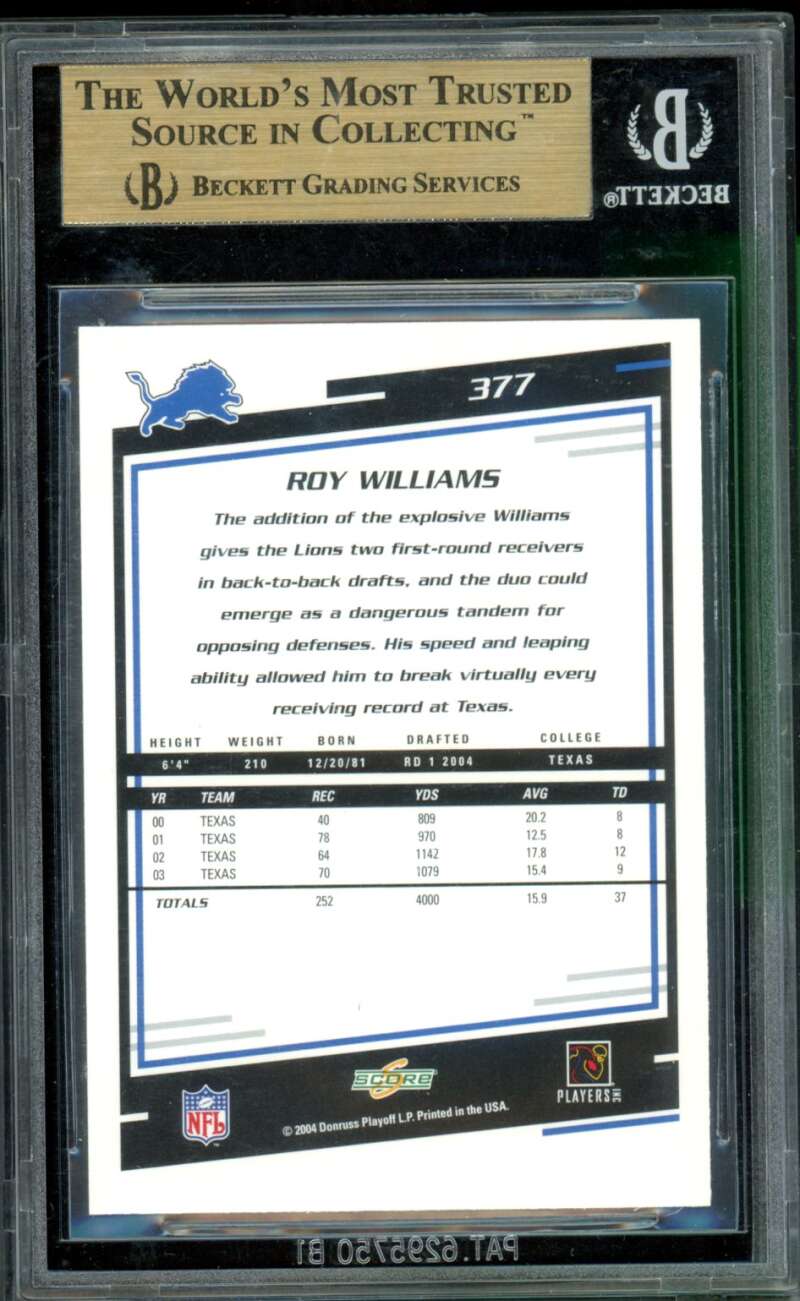 THE WORLD'S MOST TRUSTED
SOURCE IN COLLECTING™
B BECKETT GRADING SERVICES
B
BECKETT®
377
ROY WILLIAMS
The addition of the explosive Williams
gives the Lions two first-round receivers
in back-to-back drafts, and the duo could
emerge as a dangerous tandem for
opposing defenses. His speed and leaping
ability allowed him to break virtually every
receiving record at Texas.
HEIGHT WEIGHT BORN DRAFTED COLLEGE
6'4" 210 12/20/81 RD 1 2004 TEXAS
YR TEAM REC YDS AVG TD
00 TEXAS 40 809 20.2 8
01 TEXAS 78 970 12.5 8
02 TEXAS 64 1142 17.8 12
03 TEXAS 70 1079 15.4 9
TOTALS 252 4000 15.9 37
NFL
SCORE
PLAYERS INC
© 2004 Donruss Playoff L.P. Printed in the USA.
PAT.6295750 B1